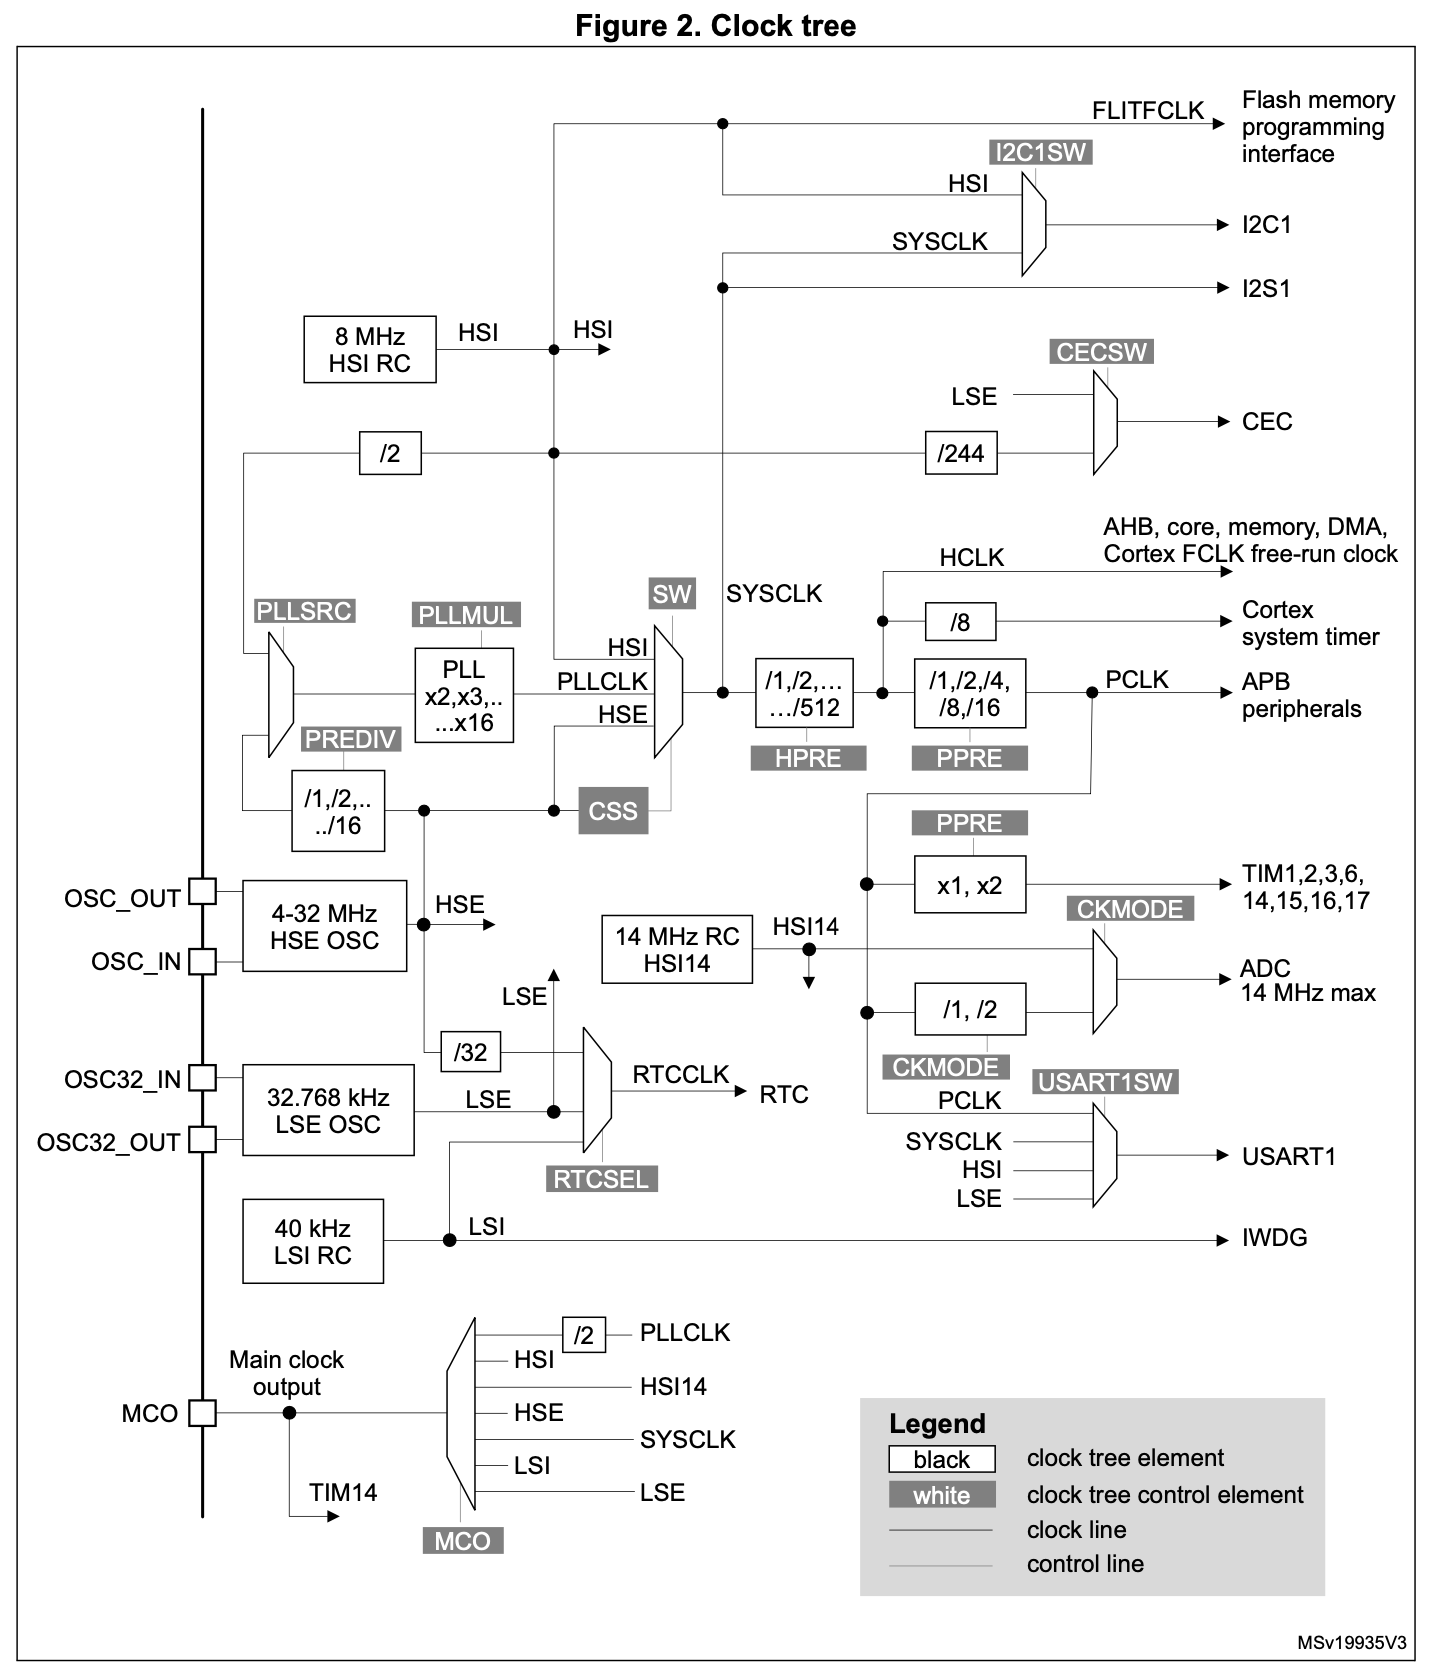 Figure 2. Clock tree
FLITFCLK
Flash memory
programming
interface
I2C1SW
HSI
SYSCLK
I2C1
I2S1
8 MHz
HSI RC
HSI
HSI
CECSW
LSE
CEC
/2
/244
AHB, core, memory, DMA,
Cortex FCLK free-run clock
HCLK
SW
SYSCLK
/8
Cortex
system timer
PLLSRC
PLLMUL
PLL
x2,x3,..
...x16
HSI
PLLCLK
HSE
/1,/2,…
…/512
HPRE
/1,/2,/4,
/8,/16
PPRE
PCLK
APB
peripherals
PREDIV
/1,/2,..
../16
CSS
PPRE
x1, x2
TIM1,2,3,6,
14,15,16,17
OSC_OUT
OSC_IN
4-32 MHz
HSE OSC
HSE
14 MHz RC
HSI14
HSI14
CKMODE
ADC
14 MHz max
/1, /2
CKMODE
LSE
/32
OSC32_IN
OSC32_OUT
32.768 kHz
LSE OSC
LSE
RTCCLK
RTC
RTCSEL
USART1SW
PCLK
SYSCLK
HSI
LSE
USART1
40 kHz
LSI RC
LSI
IWDG
/2
PLLCLK
HSI
HSI14
HSE
SYSCLK
LSI
LSE
Main clock
output
MCO
TIM14
MCO
Legend
black
clock tree element
white
clock tree control element
clock line
control line
MSv19935V3